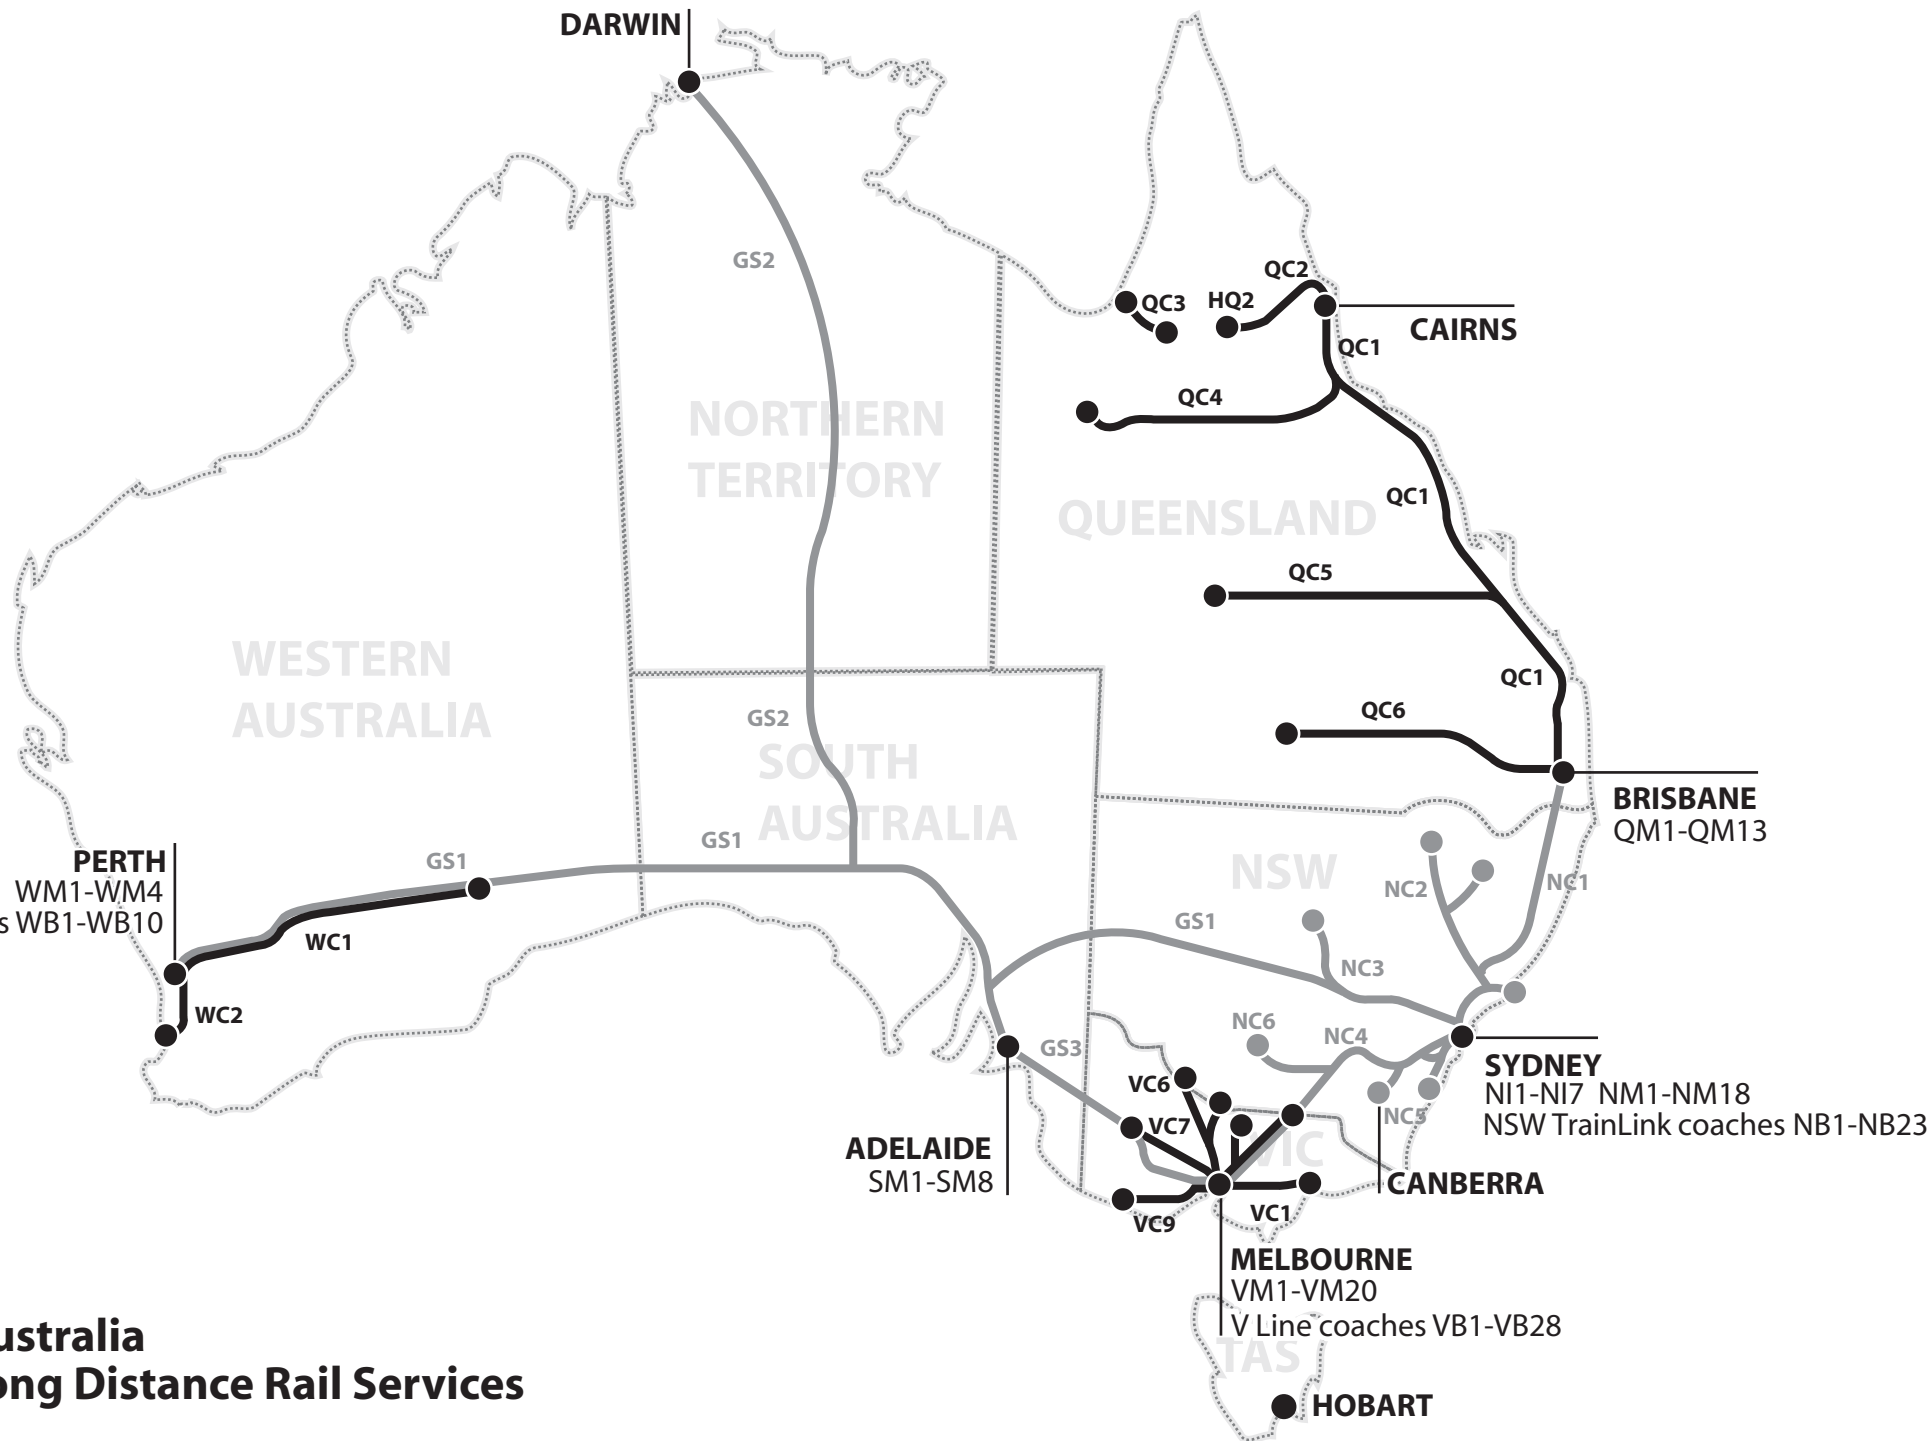 DARWIN
GS2
QC2
QC3
HQ2
CAIRNS
QC1
QC4
NORTHERN
TERRITORY
QC1
QUEENSLAND
QC5
WESTERN
AUSTRALIA
QC1
GS2
QC6
SOUTH
AUSTRALIA
BRISBANE
QM1-QM13
GS1
GS1
PERTH
WM1-WM4
s WB1-WB10
NSW
NC2
NC1
GS1
WC1
NC3
WC2
NC6
NC4
GS3
SYDNEY
NI1-NI7 NM1-NM18
NSW TrainLink coaches NB1-NB23
VC6
VC7
NC5
VIC
ADELAIDE
SM1-SM8
CANBERRA
VC9
VC1
MELBOURNE
VM1-VM20
V Line coaches VB1-VB28
TAS
HOBART
ustralia
ong Distance Rail Services